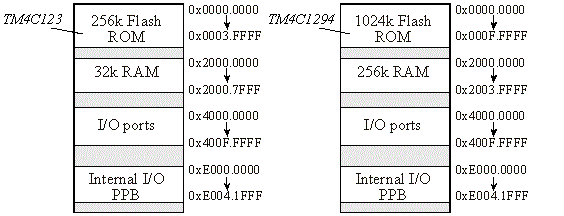 TM4C123
256k Flash
ROM
0x0000.0000
0x0003.FFFF
32k RAM
0x2000.0000
0x2000.7FFF
I/O ports
0x4000.0000
0x400F.FFFF
Internal I/O
PPB
0xE000.0000
0xE004.1FFF
TM4C1294
1024k Flash
ROM
0x0000.0000
0x000F.FFFF
256k RAM
0x2000.0000
0x2003.FFFF
I/O ports
0x4000.0000
0x400F.FFFF
Internal I/O
PPB
0xE000.0000
0xE004.1FFF